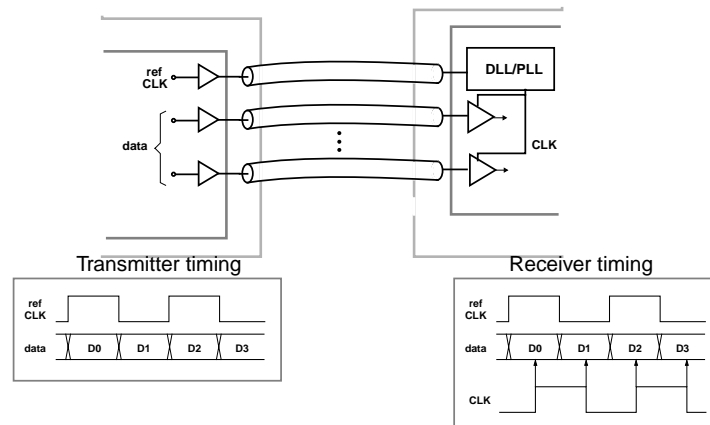 ref
CLK
data
DLL/PLL
CLK
Transmitter timing
ref
CLK
data
D0 D1 D2 D3
Receiver timing
ref
CLK
data
D0 D1 D2 D3
CLK